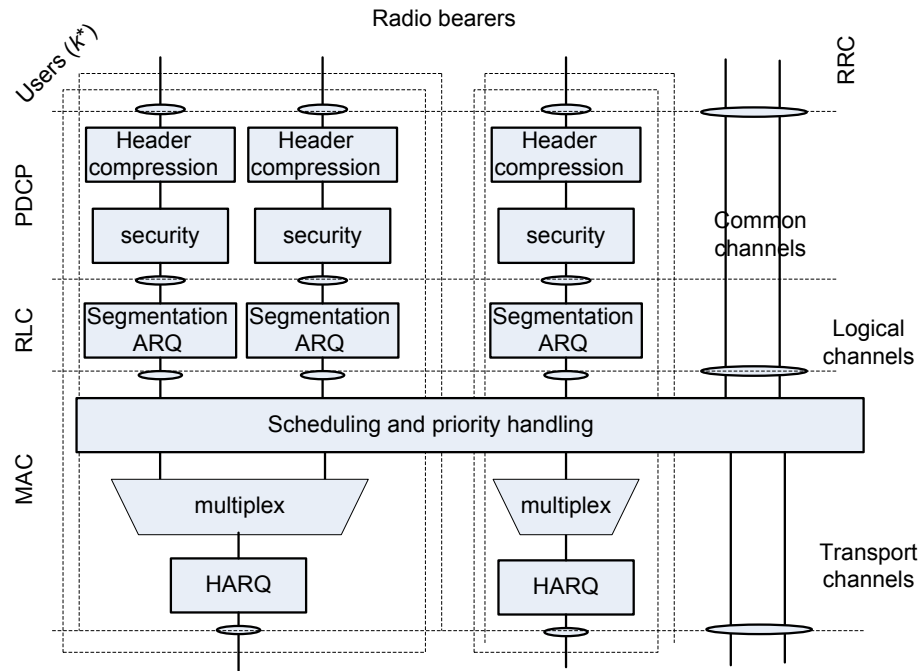 Radio bearers
Users (k*)
RRC
PDCP
Header
compression
Header
compression
Header
compression
security
security
security
Common
channels
RLC
Segmentation
ARQ
Segmentation
ARQ
Segmentation
ARQ
Logical
channels
Scheduling and priority handling
MAC
multiplex
multiplex
HARQ
HARQ
Transport
channels